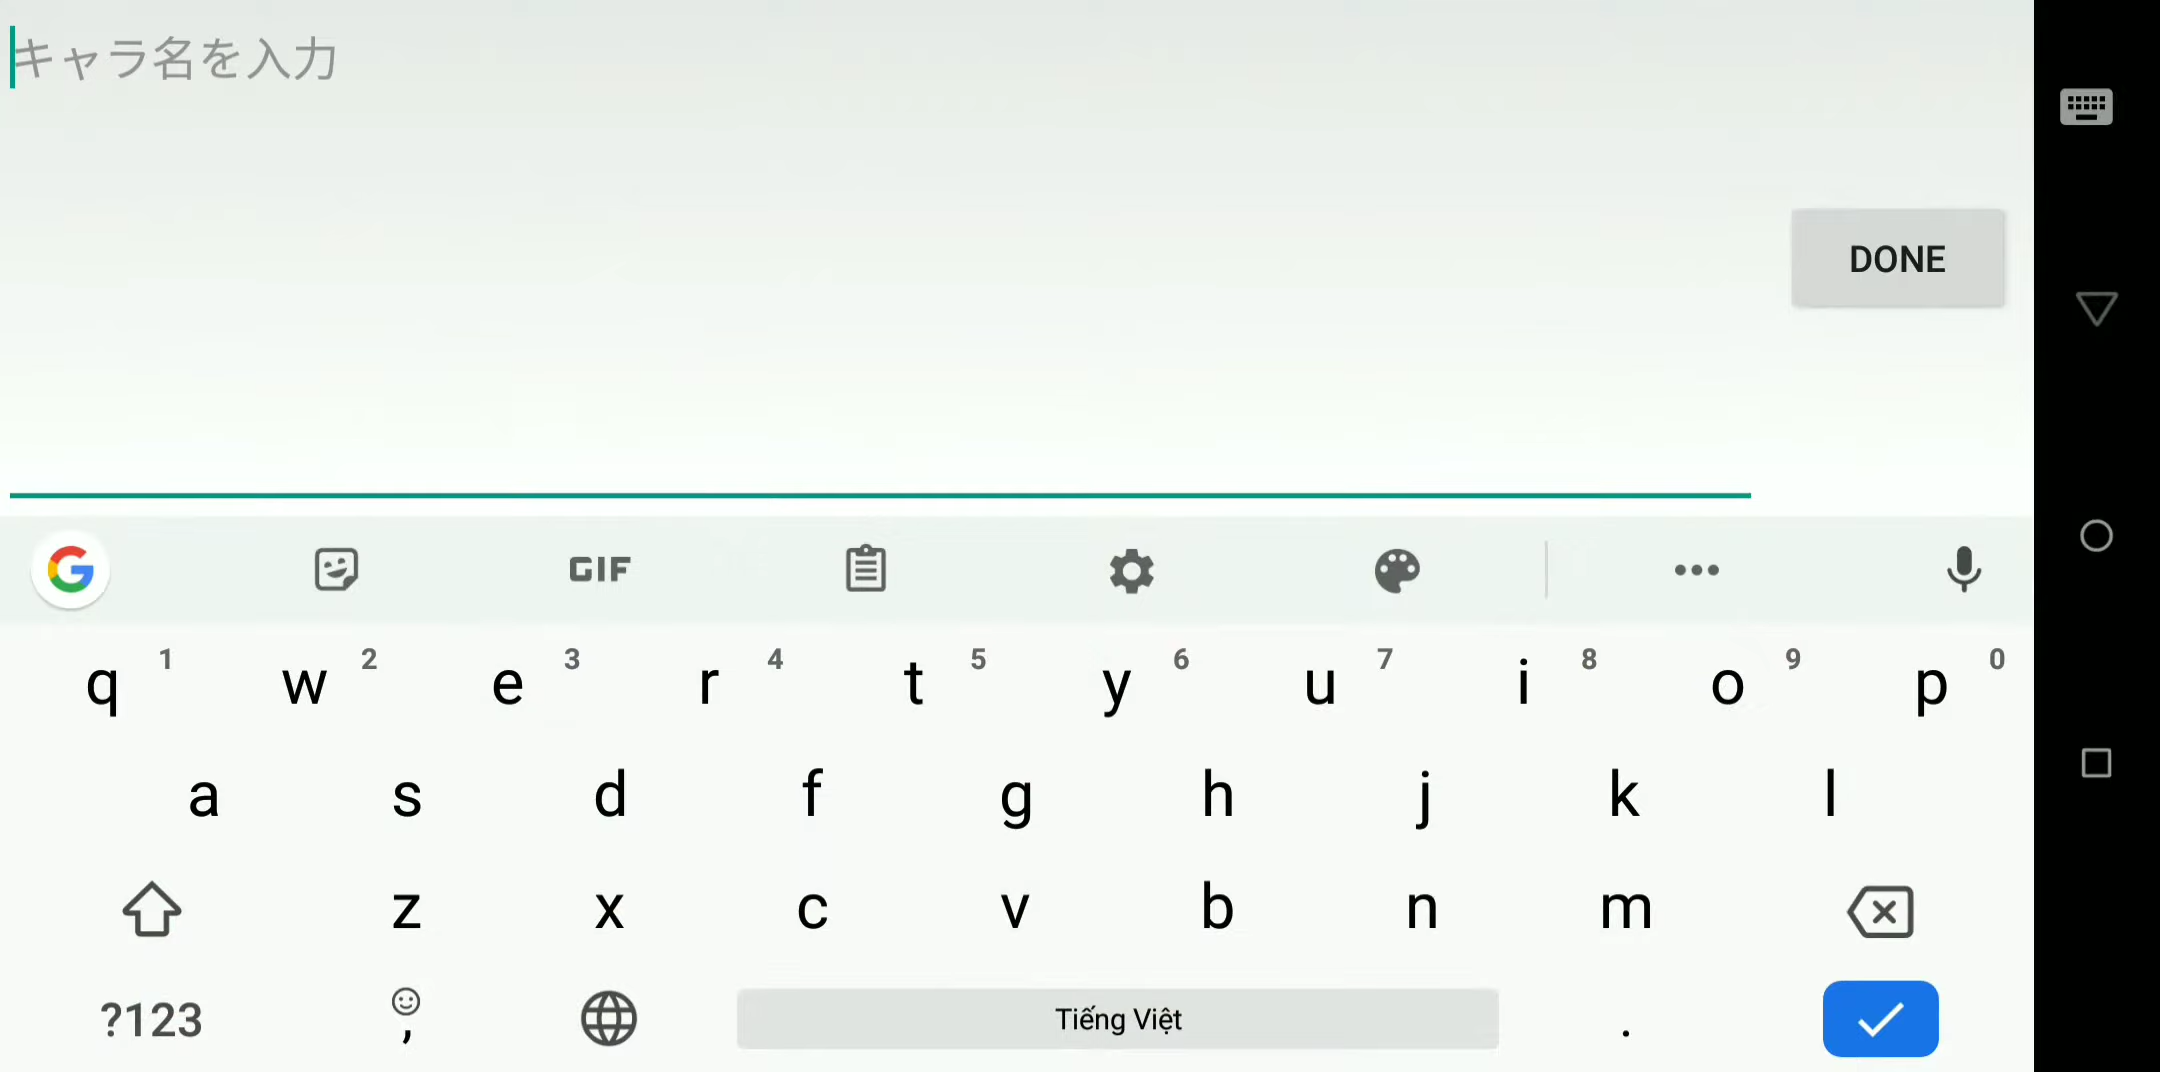 キャラ名を入力
DONE
G GIF
q 1 w 2 e 3 r 4 t 5 y 6 u 7 i 8 o 9 p 0
a s d f g h j k l
z x c v b n m
?123 , Tiếng Việt .